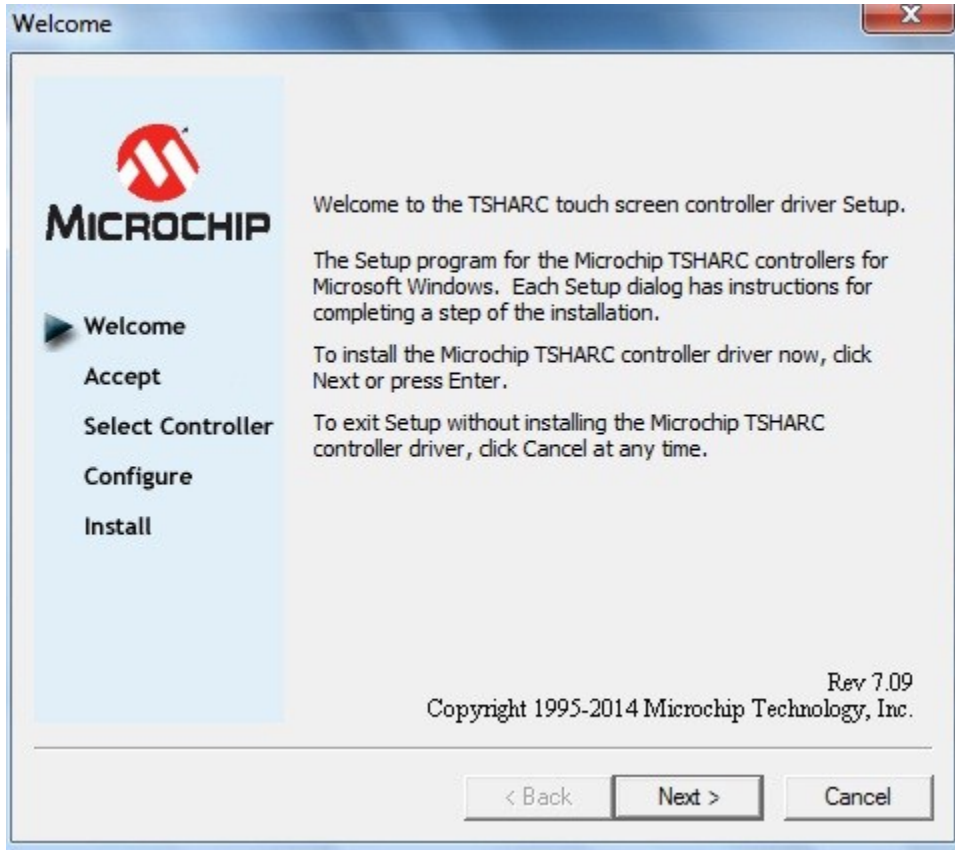 Welcome
X
MICROCHIP
Welcome
Accept
Select Controller
Configure
Install
Welcome to the TSHARC touch screen controller driver Setup.
The Setup program for the Microchip TSHARC controllers for
Microsoft Windows.  Each Setup dialog has instructions for
completing a step of the installation.
To install the Microchip TSHARC controller driver now, click
Next or press Enter.
To exit Setup without installing the Microchip TSHARC
controller driver, click Cancel at any time.
Rev 7.09
Copyright 1995-2014 Microchip Technology, Inc.
< Back
Next >
Cancel